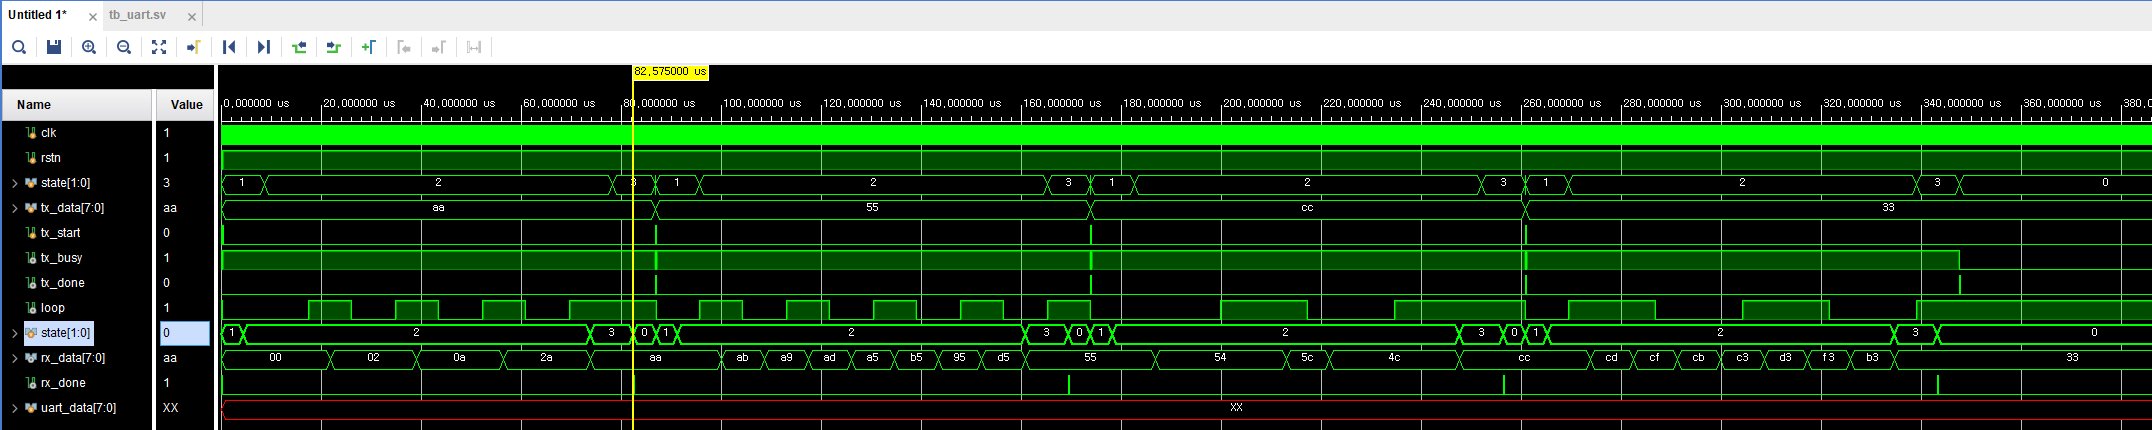 Untitled 1* × tb_uart.sv ×
82,575000 us
0,000000 us 20,000000 us 40,000000 us 60,000000 us 80,000000 us 100,000000 us 120,000000 us 140,000000 us 160,000000 us 180,000000 us 200,000000 us 220,000000 us 240,000000 us 260,000000 us 280,000000 us 300,000000 us 320,000000 us 340,000000 us 360,000000 us 380,0
Name Value
clk 1
rstn 1
state[1:0] 3 1 2 3 1 2 3 1 2 3 1 2 3 0
tx_data[7:0] aa aa 55 cc 33
tx_start 0
tx_busy 1
tx_done 0
loop 1
state[1:0] 0 1 2 3 0 1 2 3 0 1 2 3 0 1 2 3 0
rx_data[7:0] aa 00 02 0a 2a aa ab a9 ad a5 b5 95 d5 55 54 5c 4c cc cd cf cb c3 d3 f3 b3 33
rx_done 1
uart_data[7:0] XX XX